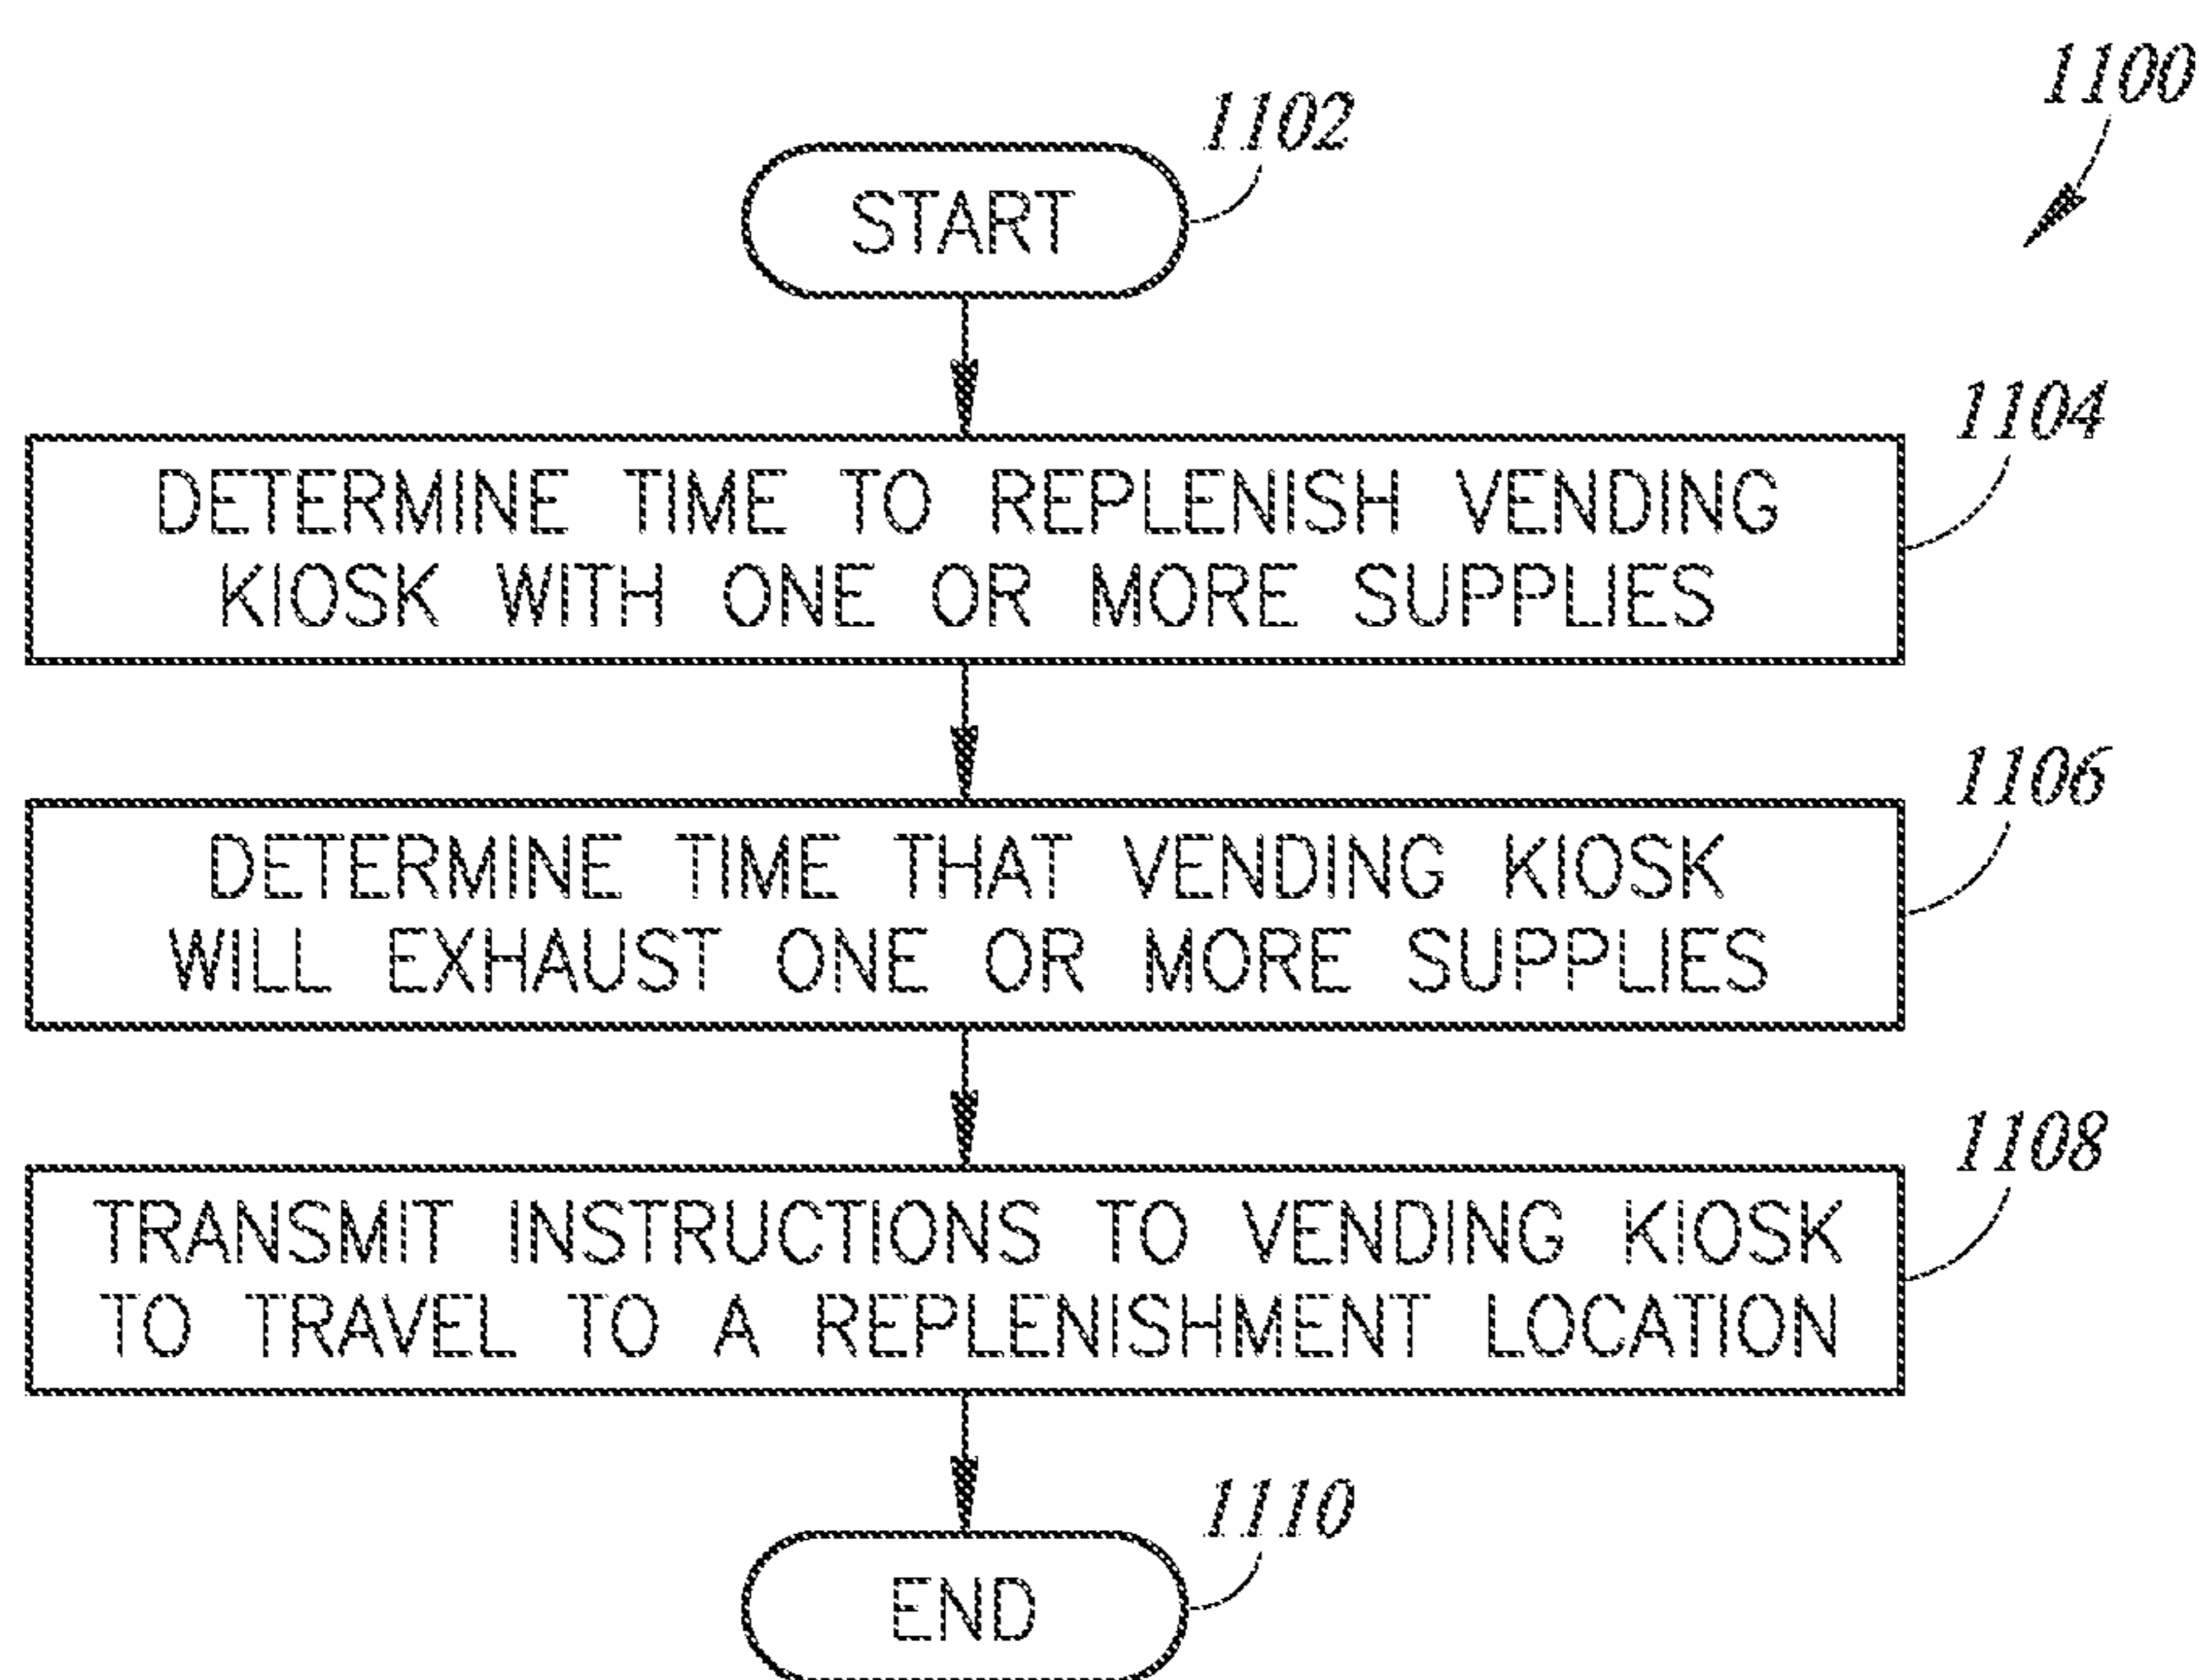 1100
1102
START
1104
DETERMINE TIME TO REPLENISH VENDING
KIOSK WITH ONE OR MORE SUPPLIES
1106
DETERMINE TIME THAT VENDING KIOSK
WILL EXHAUST ONE OR MORE SUPPLIES
1108
TRANSMIT INSTRUCTIONS TO VENDING KIOSK
TO TRAVEL TO A REPLENISHMENT LOCATION
1110
END